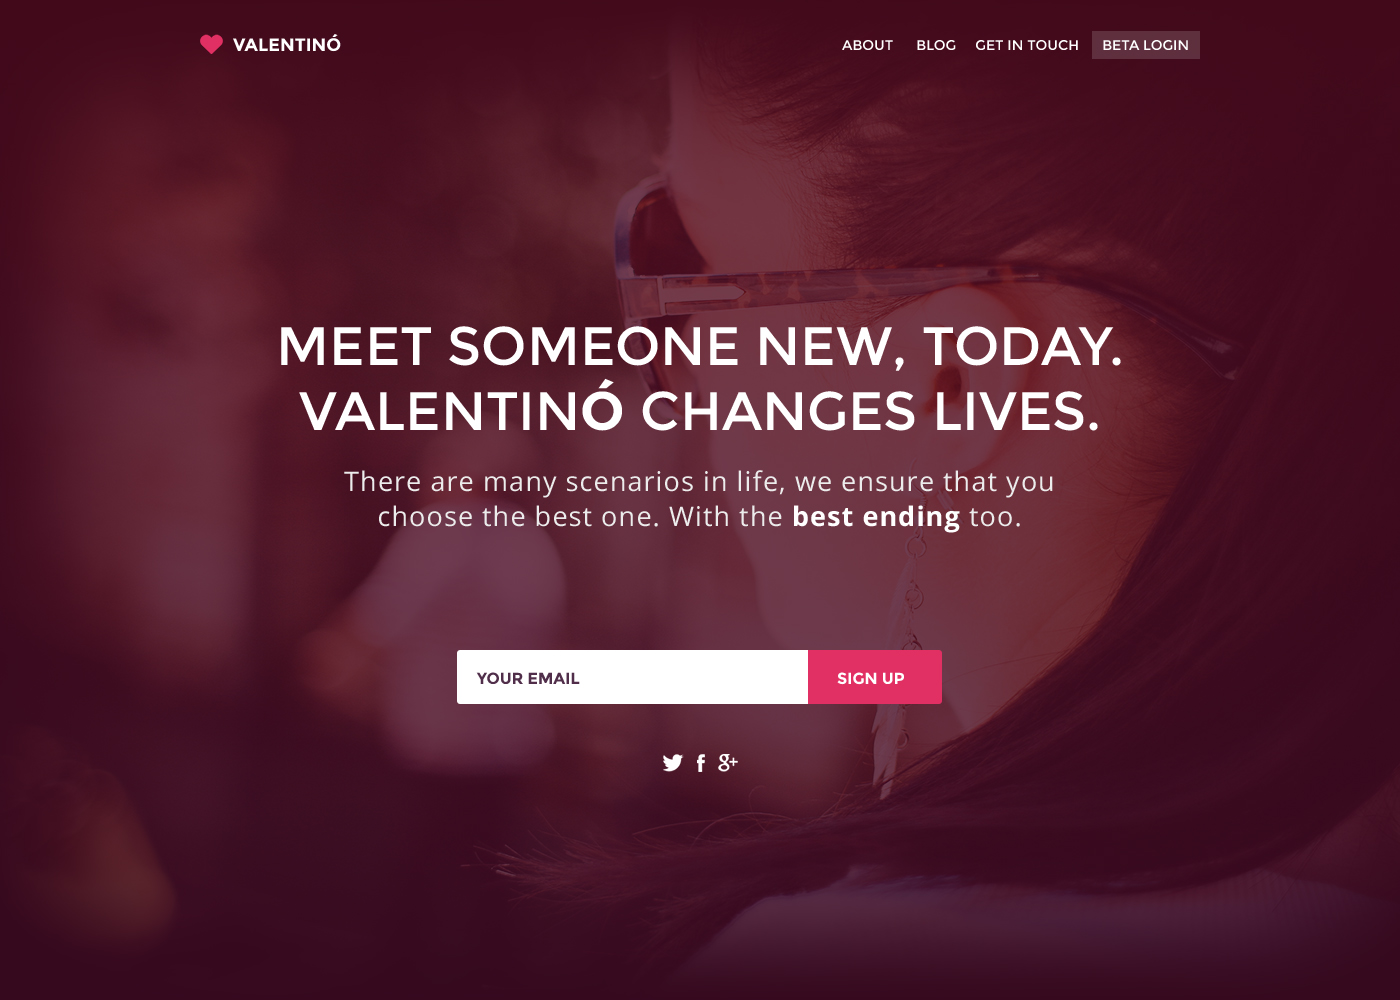 VALENTINÓ
ABOUT BLOG GET IN TOUCH BETA LOGIN
MEET SOMEONE NEW, TODAY.
VALENTINÓ CHANGES LIVES.
There are many scenarios in life, we ensure that you
choose the best one. With the best ending too.
YOUR EMAIL SIGN UP